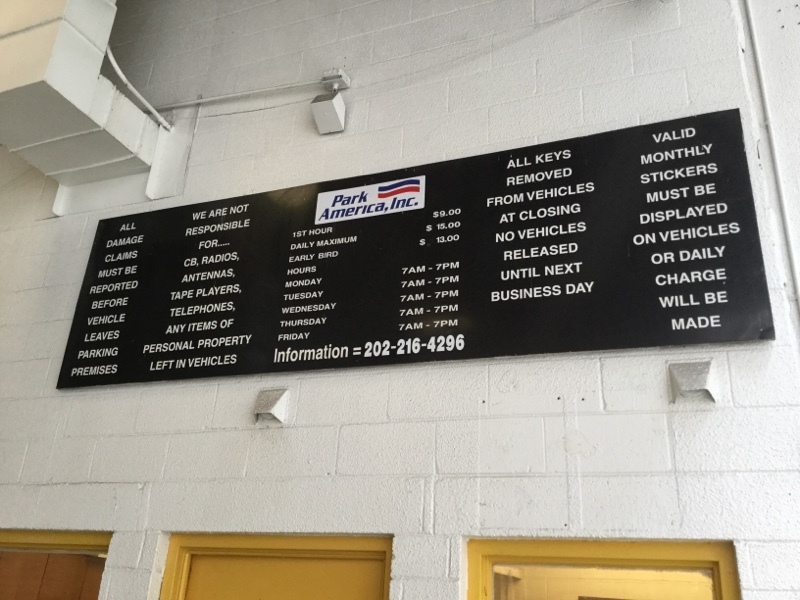 ALL
DAMAGE
CLAIMS
MUST BE
REPORTED
BEFORE
VEHICLE
LEAVES
PARKING
PREMISES
WE ARE NOT
RESPONSIBLE
FOR.....
CB, RADIOS,
ANTENNAS,
TAPE PLAYERS,
TELEPHONES,
ANY ITEMS OF
PERSONAL PROPERTY
LEFT IN VEHICLES
Park
America, Inc.
1ST HOUR $9.00
DAILY MAXIMUM $ 15.00
EARLY BIRD $ 13.00
HOURS
MONDAY 7AM - 7PM
TUESDAY 7AM - 7PM
WEDNESDAY 7AM - 7PM
THURSDAY 7AM - 7PM
FRIDAY 7AM - 7PM
Information = 202-216-4296
ALL KEYS
REMOVED
FROM VEHICLES
AT CLOSING
NO VEHICLES
RELEASED
UNTIL NEXT
BUSINESS DAY
VALID
MONTHLY
STICKERS
MUST BE
DISPLAYED
ON VEHICLES
OR DAILY
CHARGE
WILL BE
MADE